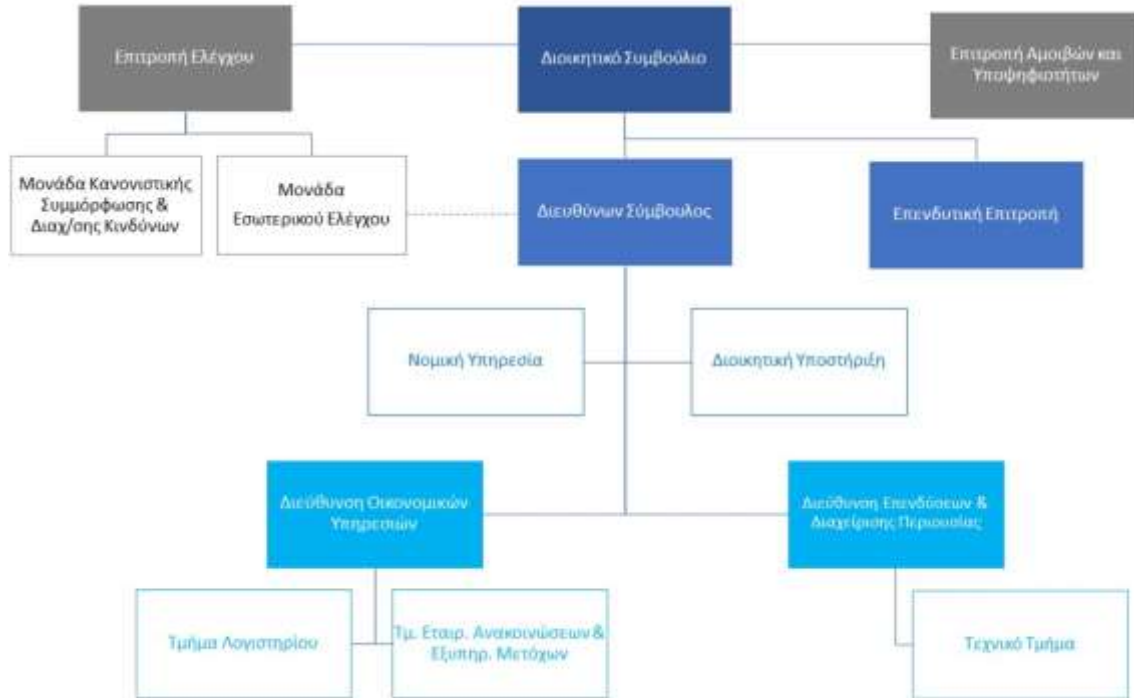 Επιτροπή Ελέγχου
Διοικητικό Συμβούλιο
Επιτροπή Αμοιβών και
Υποψηφιοτήτων
Μονάδα Κανονιστικής
Συμμόρφωσης &
Διαχ/σης Κινδύνων
Μονάδα
Εσωτερικού Ελέγχου
Διευθύνων Σύμβουλος
Επενδυτική Επιτροπή
Νομική Υπηρεσία
Διοικητική Υποστήριξη
Διεύθυνση Οικονομικών
Υπηρεσιών
Διεύθυνση Επενδύσεων &
Διαχείρισης Περιουσίας
Τμήμα Λογιστηρίου
Τμ. Εταιρ. Ανακοινώσεων &
Εξυπηρ. Μετόχων
Τεχνικό Τμήμα